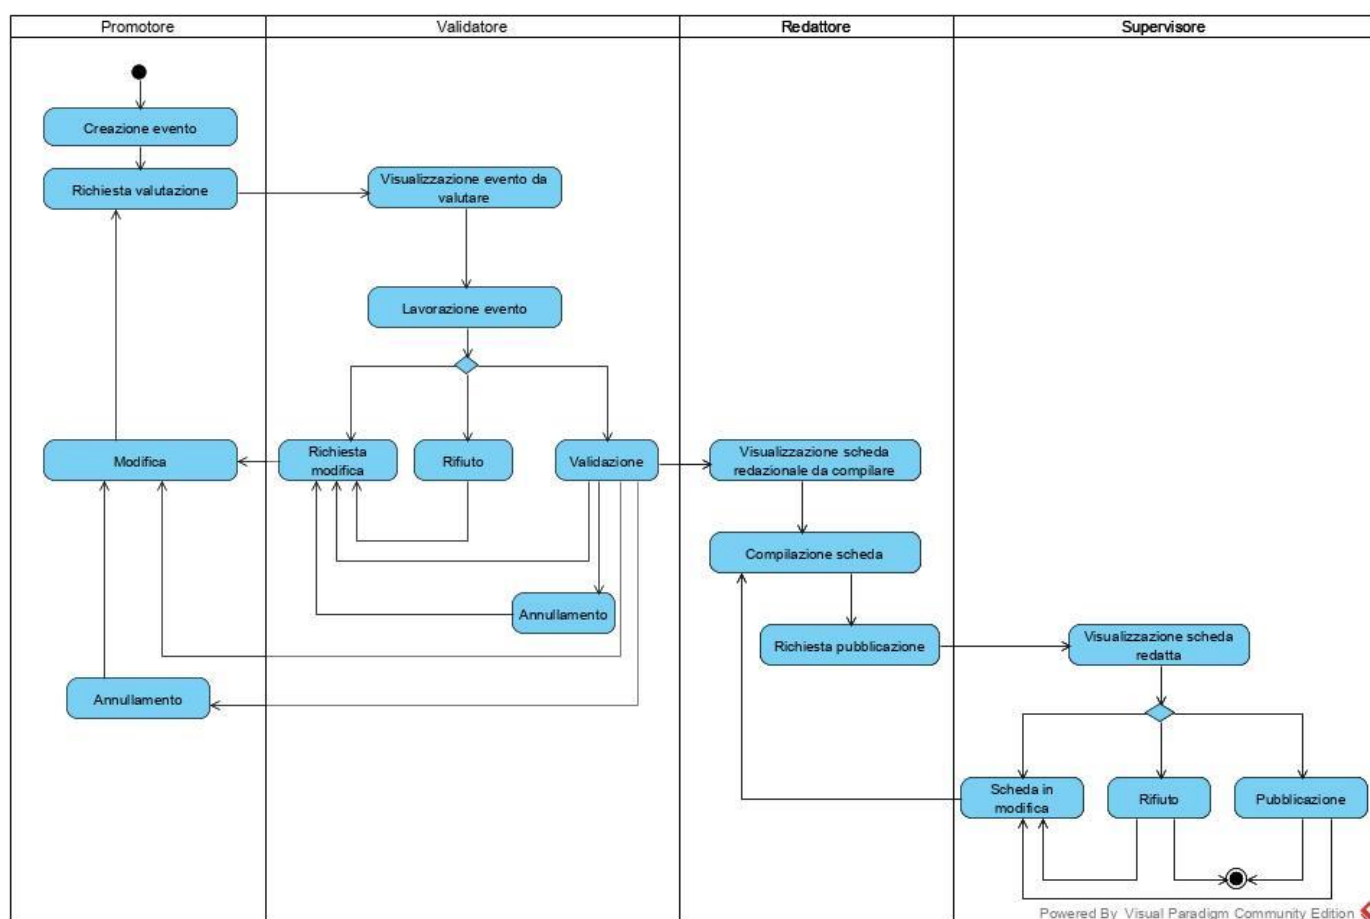 Promotore
Validatore
Redattore
Supervisore
Creazione evento
Richiesta valutazione
Visualizzazione evento da
valutare
Lavorazione evento
Modifica
Richiesta
modifica
Rifiuto
Validazione
Visualizzazione scheda
redazionale da compilare
Compilazione scheda
Annullamento
Richiesta pubblicazione
Visualizzazione scheda
redatta
Annullamento
Scheda in
modifica
Rifiuto
Pubblicazione
Powered By Visual Paradigm Community Edition